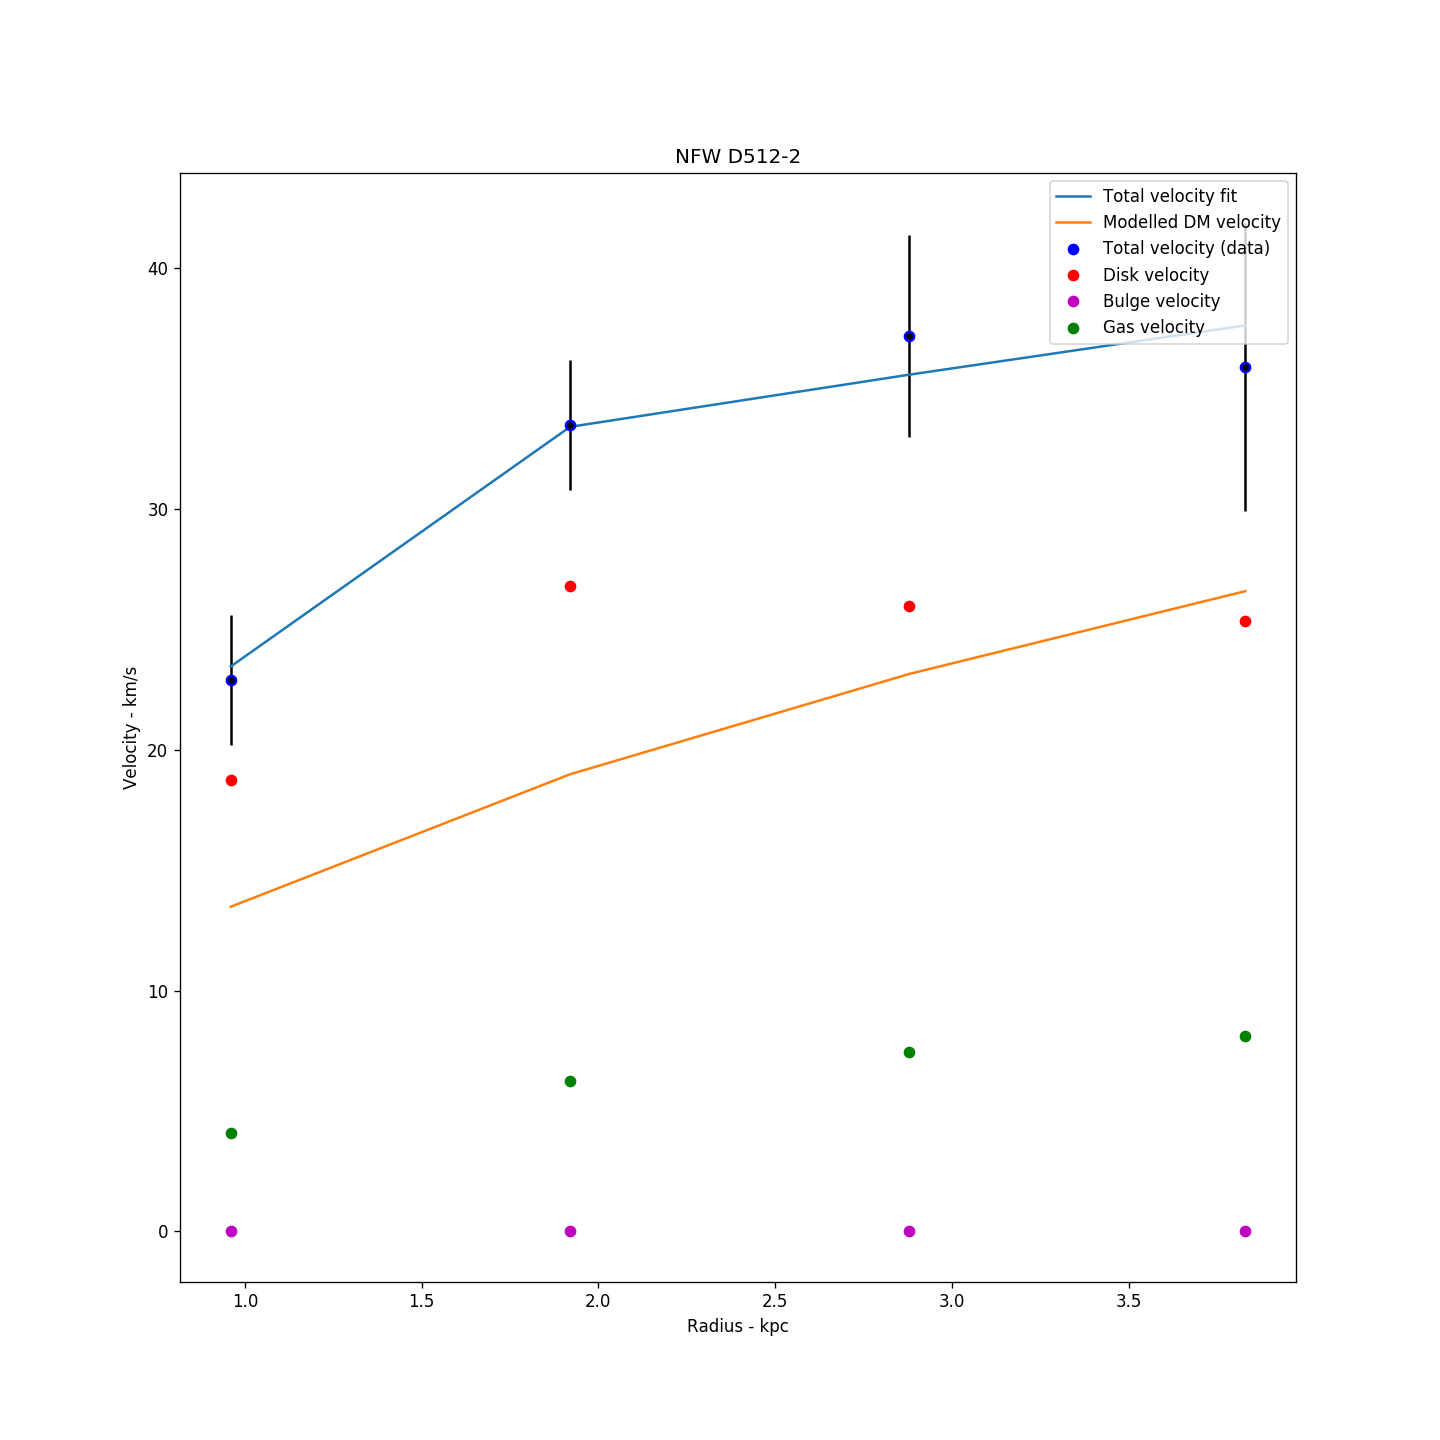 NFW D512-2
Total velocity fit
Modelled DM velocity
Total velocity (data)
Disk velocity
Bulge velocity
Gas velocity
40
30
20
10
0
Velocity - km/s
1.0 1.5 2.0 2.5 3.0 3.5
Radius - kpc